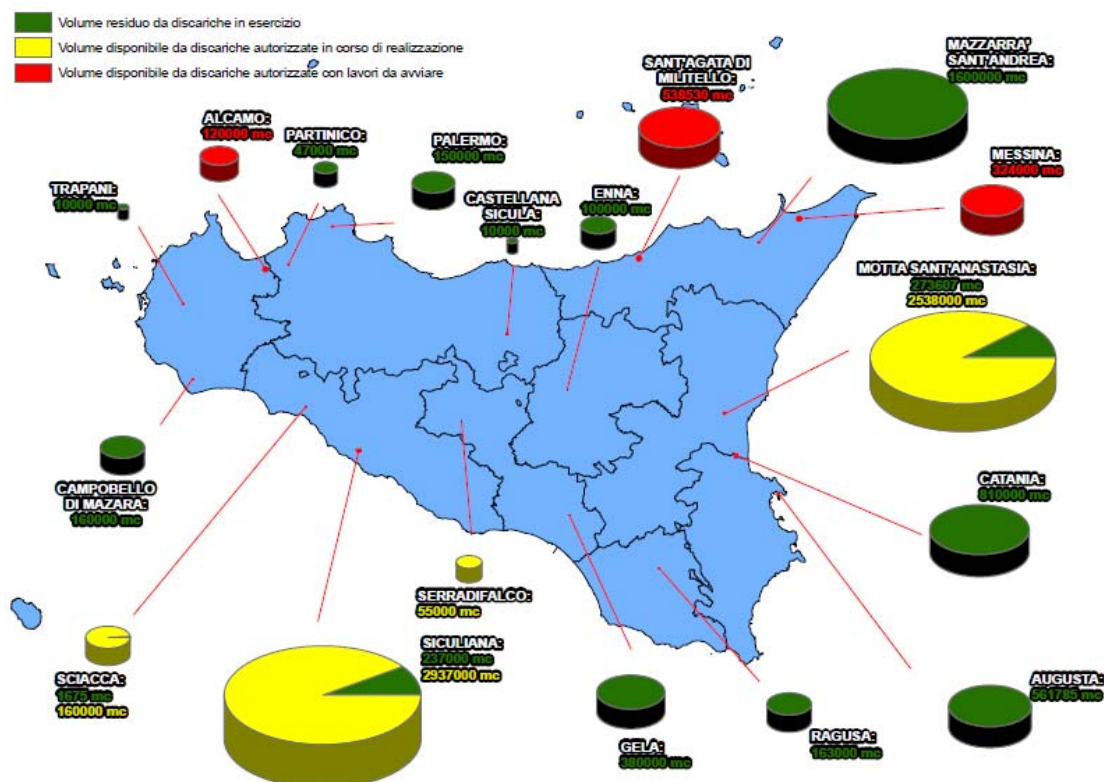 Volume residuo da discariche in esercizio
Volume disponibile da discariche autorizzate in corso di realizzazione
Volume disponibile da discariche autorizzate con lavori da avviare
MAZZARRA'
SANT'ANDREA:
1600000 mc
SANT'AGATA DI
MILITELLO:
538530 mc
ALCAMO:
120000 mc
PARTINICO:
47000 mc
PALERMO:
150000 mc
MESSINA:
324000 mc
TRAPANI:
10000 mc
CASTELLANA
SICULA:
10000 mc
ENNA:
100000 mc
MOTTA SANT'ANASTASIA:
273607 mc
2538000 mc
CAMPOBELLO
DI MAZARA:
160000 mc
CATANIA:
810000 mc
SERRADIFALCO:
55000 mc
SCIACCA:
1675 mc
160000 mc
SICULIANA:
237000 mc
2937000 mc
GELA:
380000 mc
RAGUSA:
163000 mc
AUGUSTA:
561785 mc